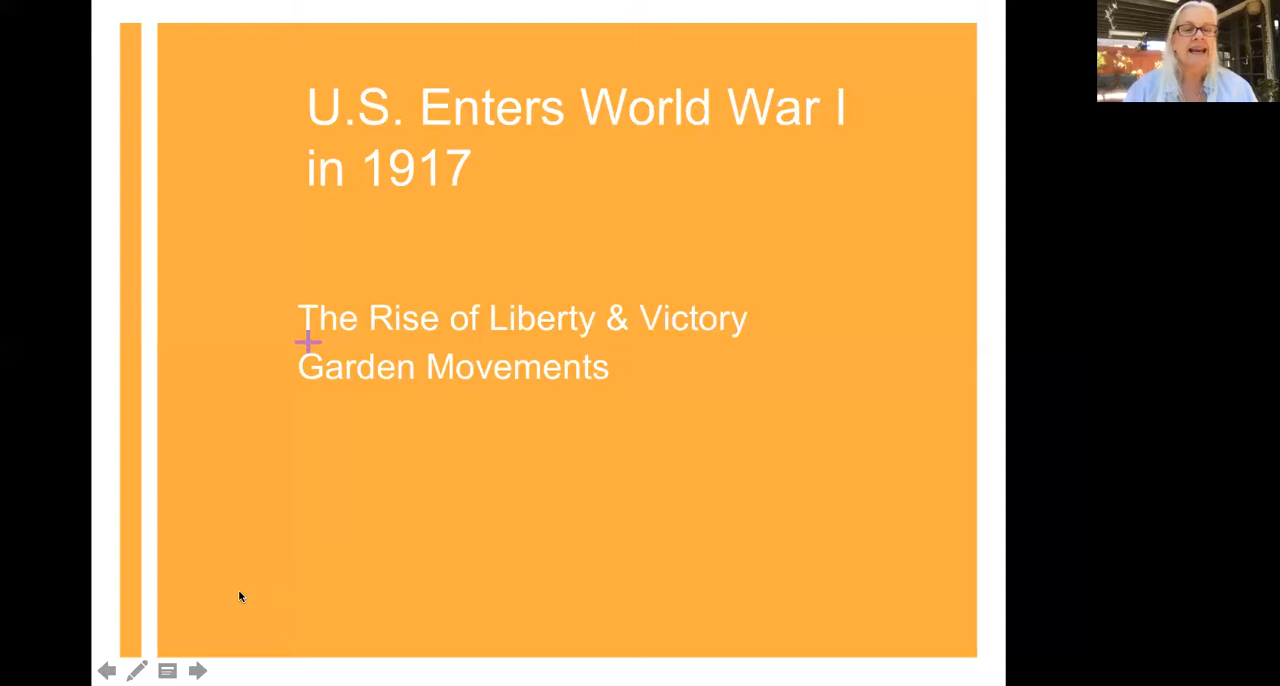 U.S. Enters World War I
in 1917
The Rise of Liberty & Victory
Garden Movements